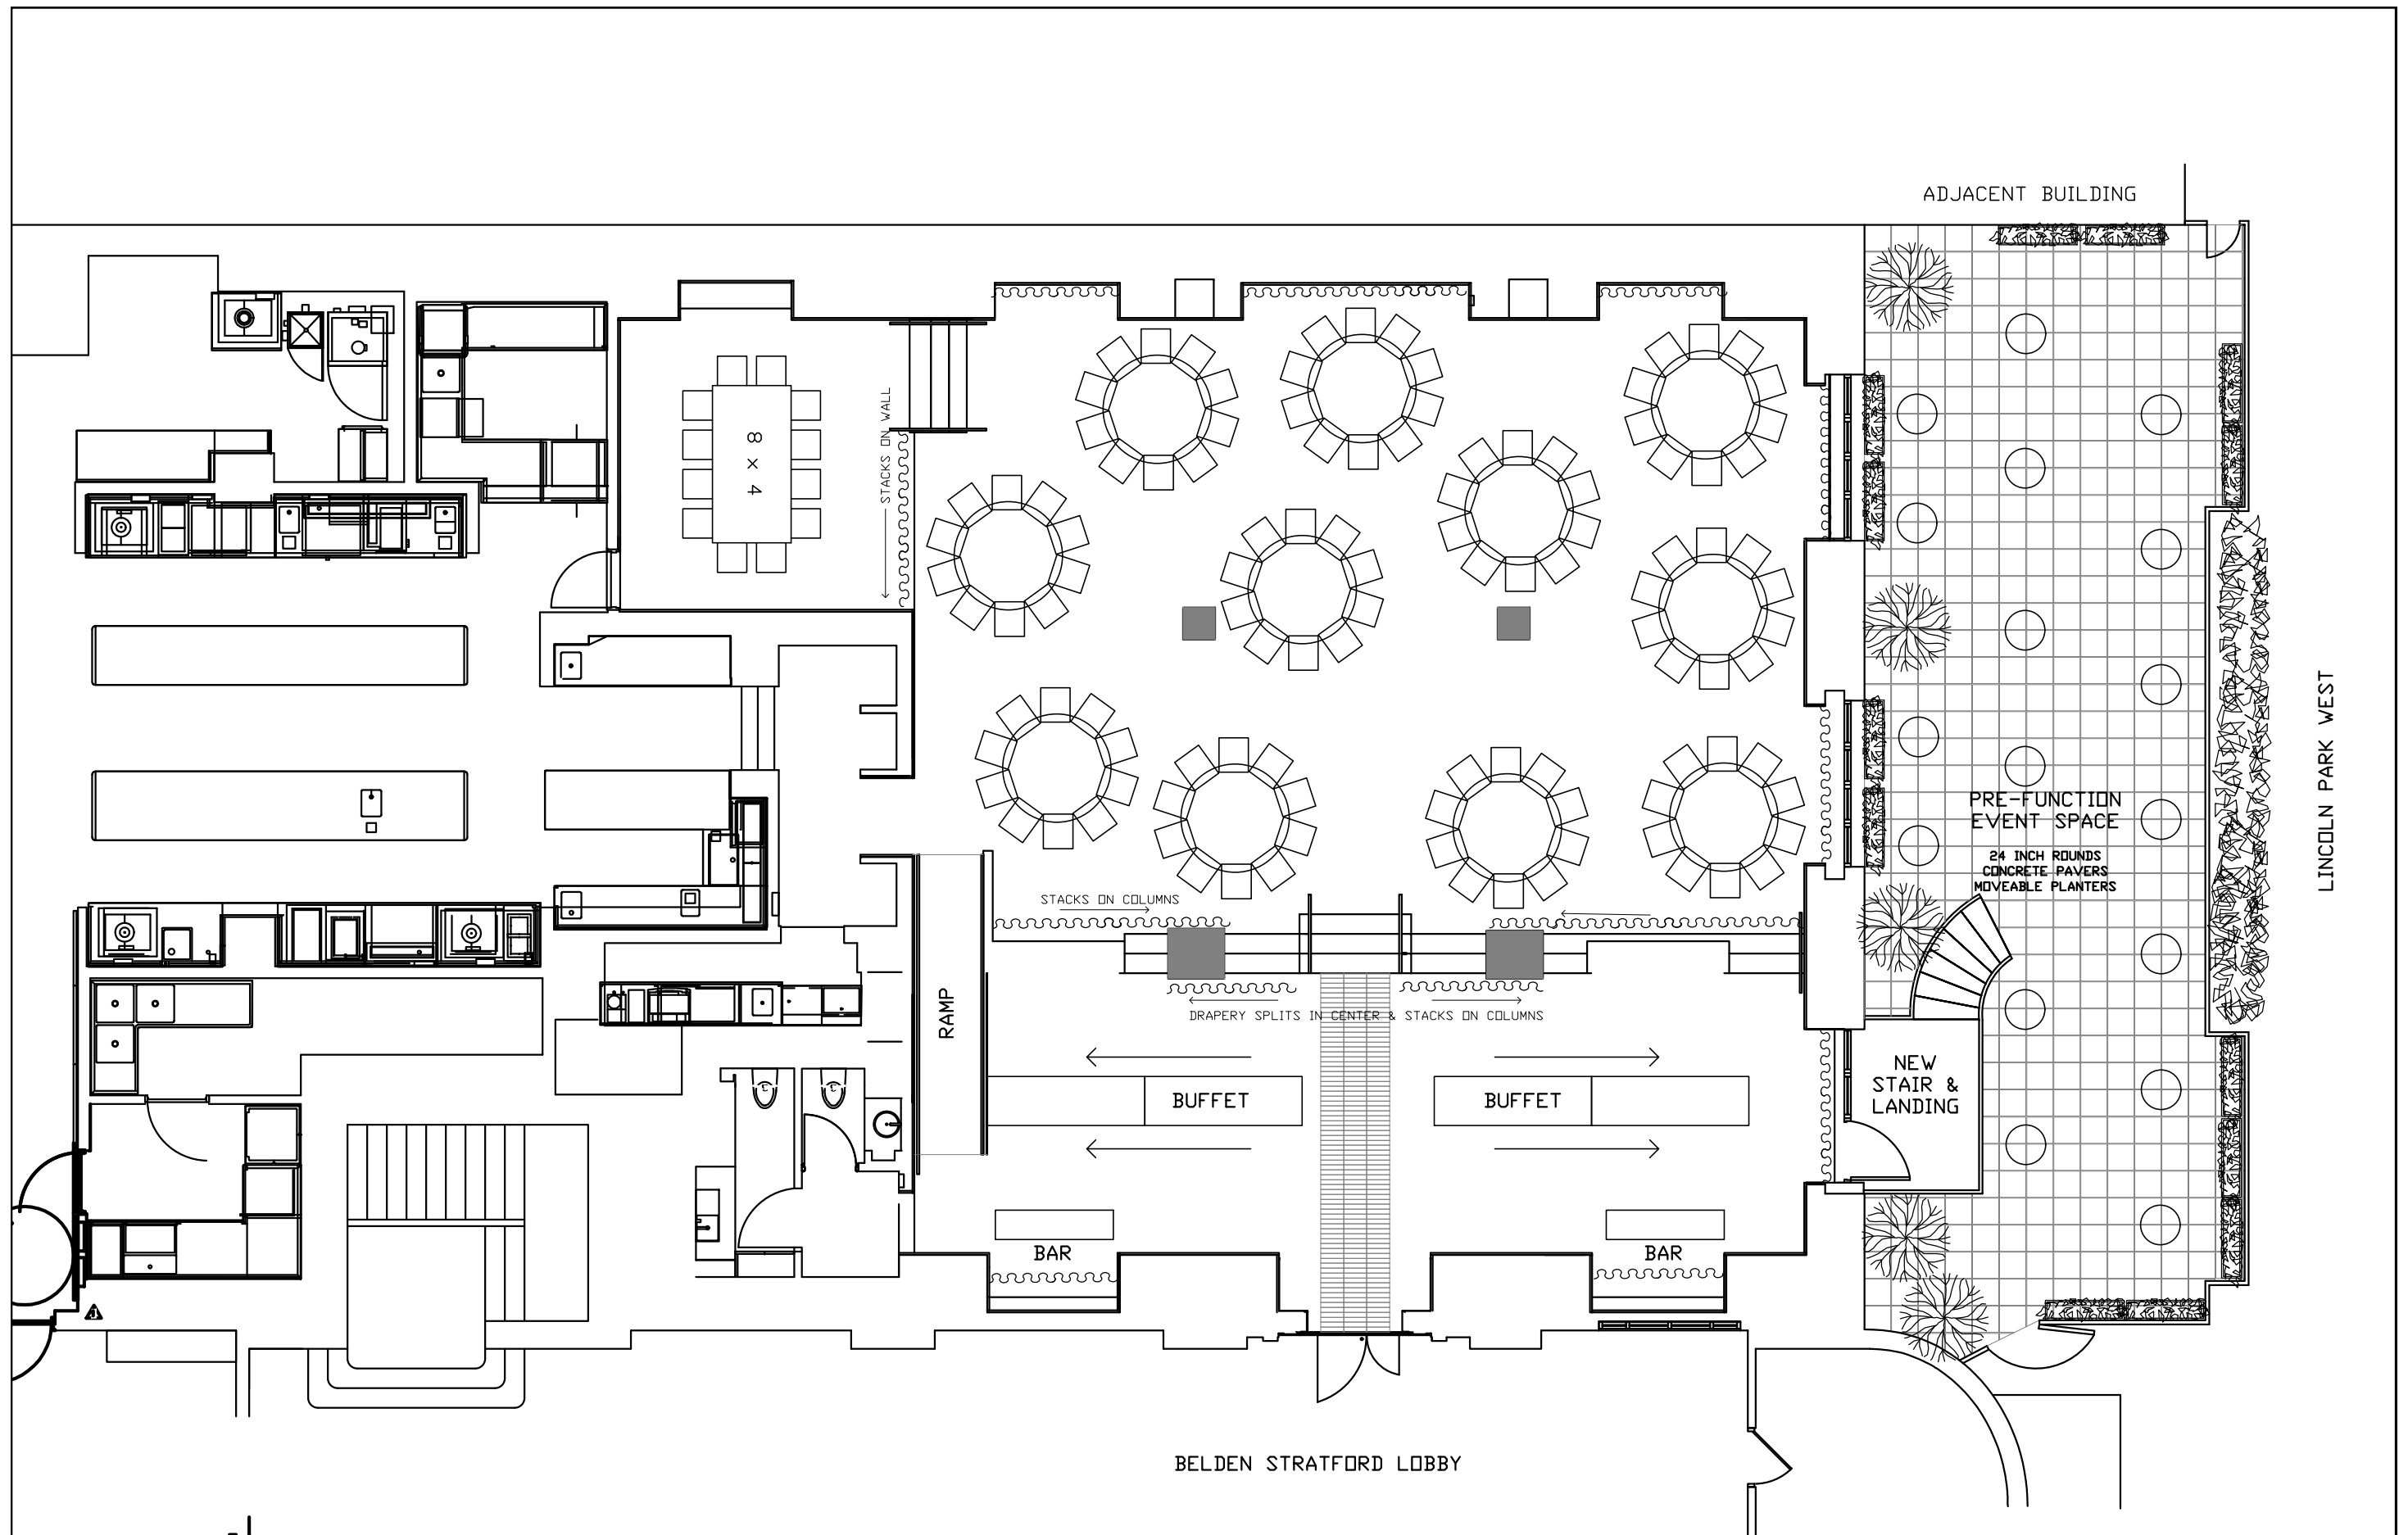 ADJACENT BUILDING
STACKS ON WALL
8 × 4
LINCOLN PARK WEST
PRE-FUNCTION
EVENT SPACE
24 INCH ROUNDS
CONCRETE PAVERS
MOVEABLE PLANTERS
STACKS ON COLUMNS
RAMP
DRAPERY SPLITS IN CENTER & STACKS ON COLUMNS
NEW
STAIR &
LANDING
BUFFET
BUFFET
BAR
BAR
BELDEN STRATFORD LOBBY